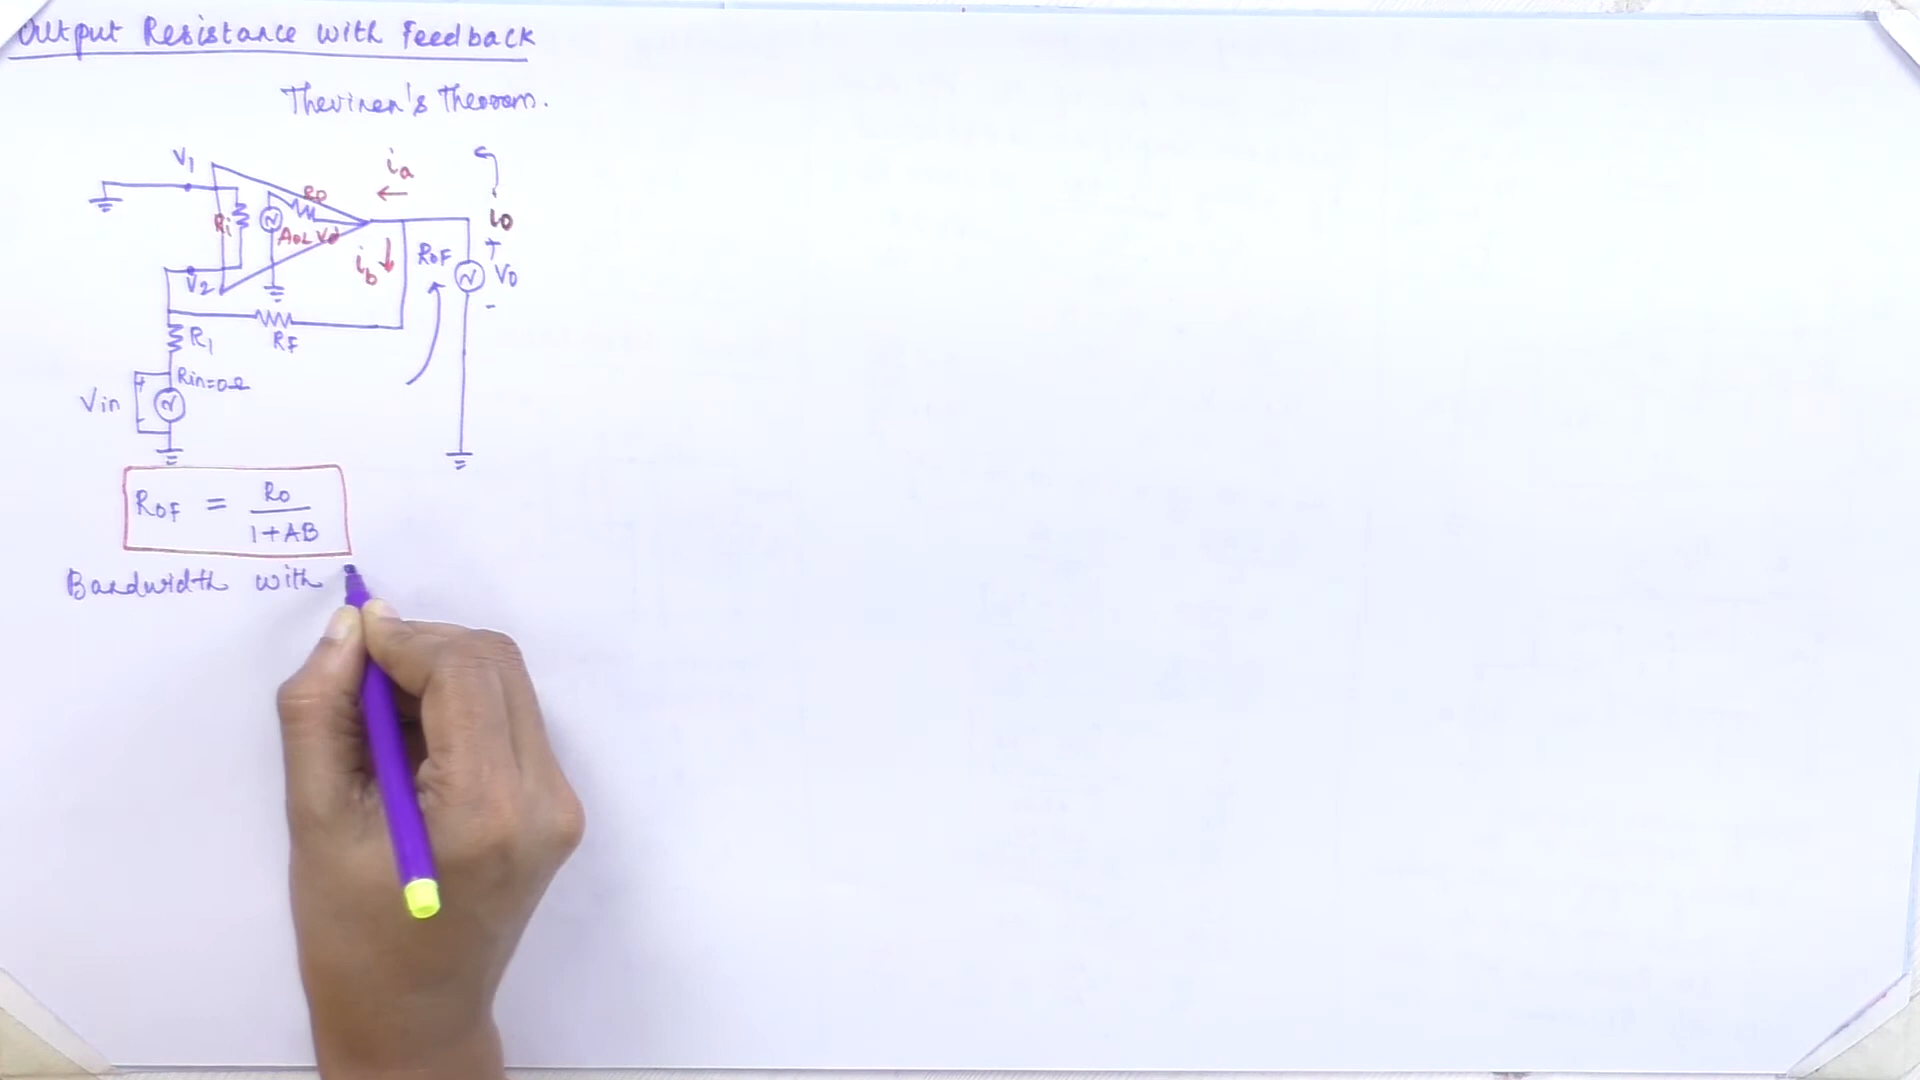 Output Resistance with Feedback
Thevinen's Theorem.
V1
Ro
ia
Ri
AOL Vd
io
ib
ROF
+
V2
VO
-
R1
RF
Rin=0Ω
+
Vin
-
ROF = RO / 1+AB
Bandwidth with